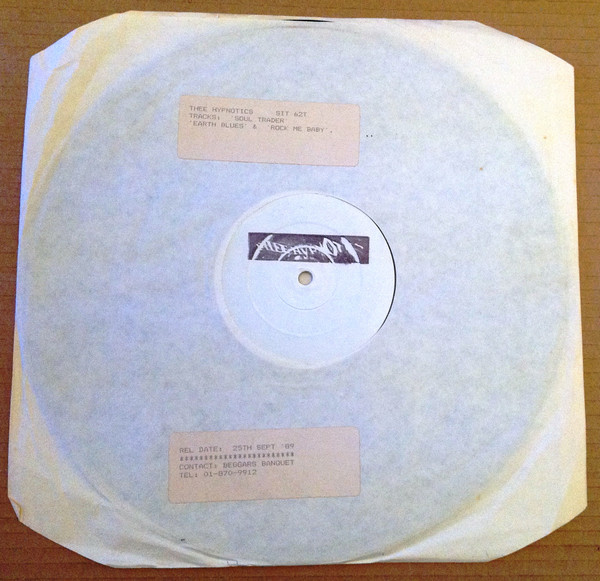 THEE HYPNOTICS SIT 62T
TRACKS: 'SOUL TRADER'
'EARTH BLUES' & 'ROCK ME BABY'.
REL DATE: 25TH SEPT '89
************************
CONTACT: BEGGARS BANQUET
TEL: 01-870-9912